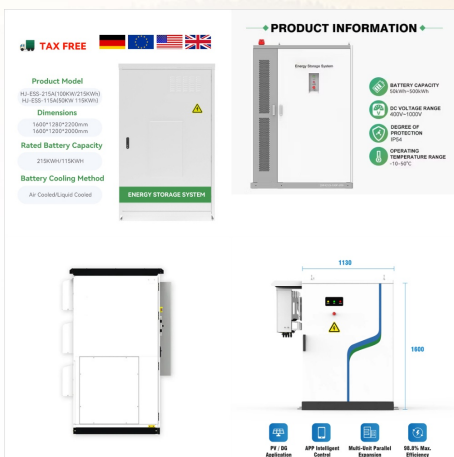 TAX FREE
Product Model
HJ-ESS-215A(100KW/215KWh)
HJ-ESS-115A(50KW 115KWh)
Dimensions
1600*1280*2200mm
1600*1200*2000mm
Rated Battery Capacity
215KWH/115KWH
Battery Cooling Method
Air Cooled/Liquid Cooled
ENERGY STORAGE SYSTEM
PRODUCT INFORMATION
Energy Storage System
BATTERY CAPACITY
50kWh~500kWh
DC VOLTAGE RANGE
400V~1000V
DEGREE OF
PROTECTION
IP54
OPERATING
TEMPERATURE RANGE
-10~50°C
1130
1600
PV / DG
Application
APP Intelligent
Control
Multi-Unit Parallel
Expansion
98.8% Max.
Efficiency